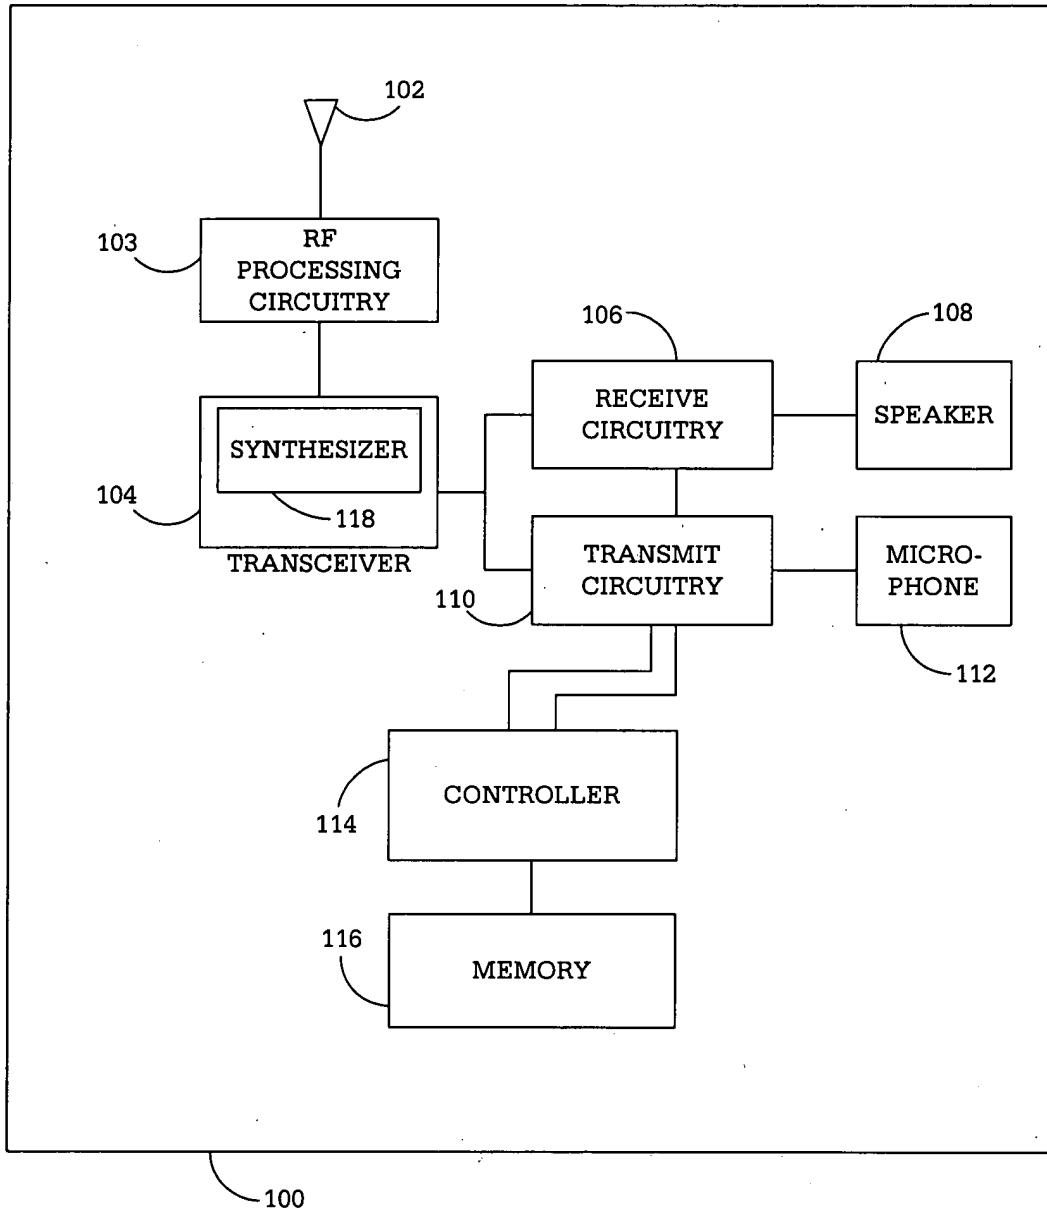 102
103
RF
PROCESSING
CIRCUITRY
106
108
RECEIVE
CIRCUITRY
SPEAKER
SYNTHESIZER
104
118
TRANSCEIVER
TRANSMIT
CIRCUITRY
MICRO-
PHONE
110
112
CONTROLLER
114
116
MEMORY
100